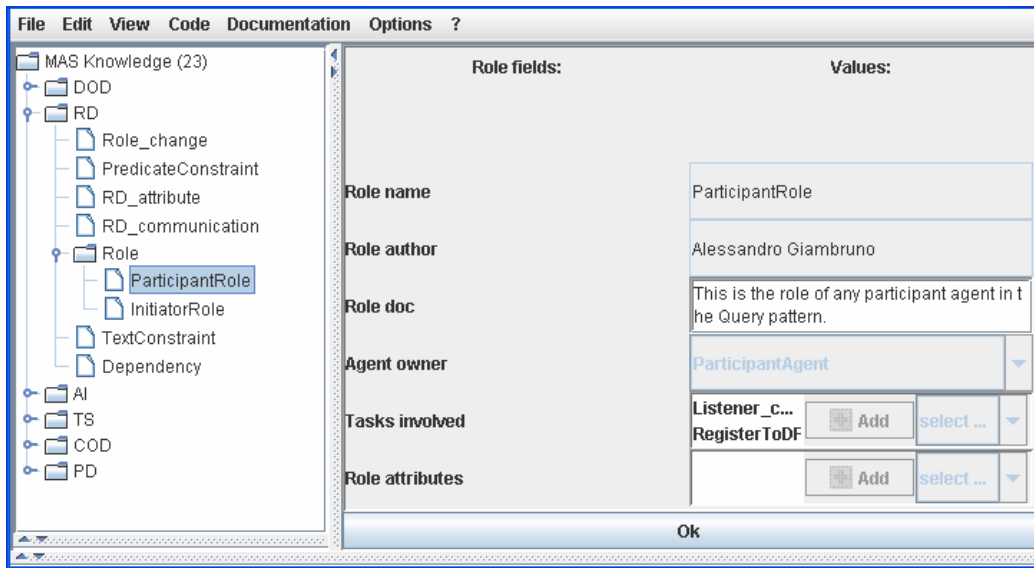 File Edit View Code Documentation Options ?
MAS Knowledge (23)
DOD
RD
Role_change
PredicateConstraint
RD_attribute
RD_communication
Role
ParticipantRole
InitiatorRole
TextConstraint
Dependency
AI
TS
COD
PD
Role fields: Values:
Role name ParticipantRole
Role author Alessandro Giambruno
Role doc This is the role of any participant agent in t
he Query pattern.
Agent owner ParticipantAgent
Tasks involved Listener_c... Add select ...
RegisterToDF
Role attributes Add select ...
Ok